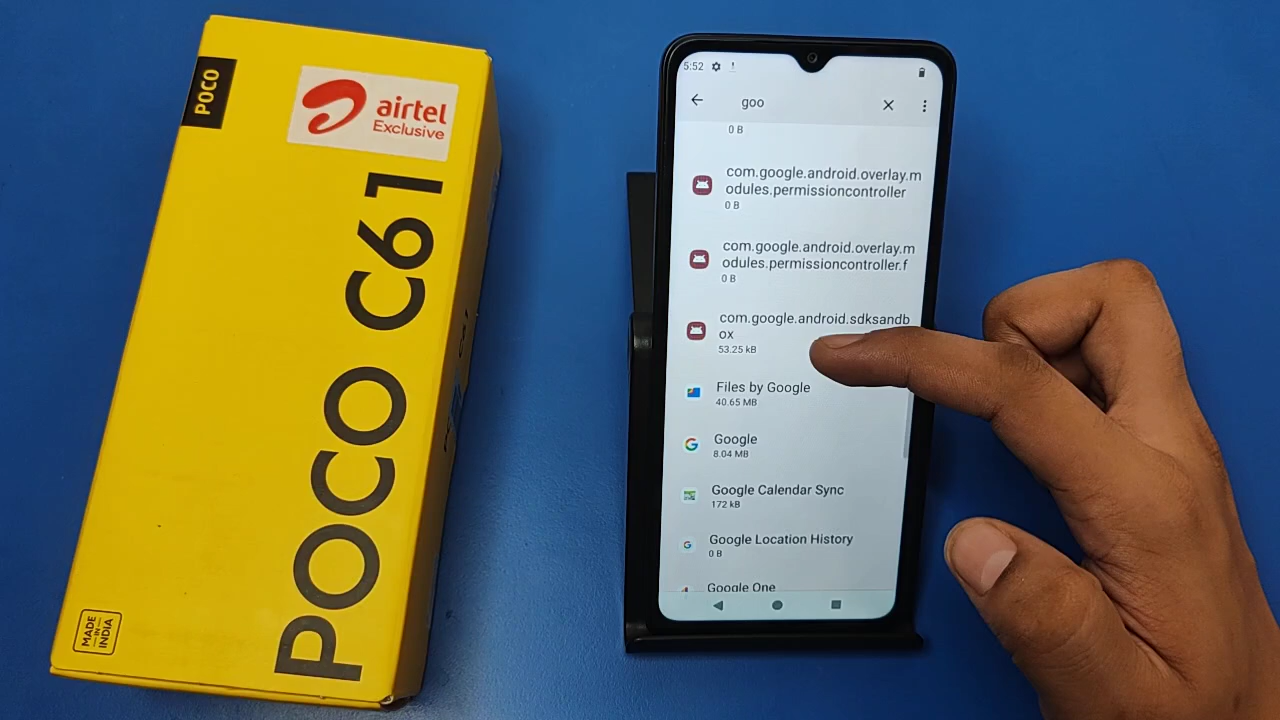 POCO
airtel
Exclusive
POCO C61
MADE
IN
INDIA
5:52
goo
0 B
com.google.android.overlay.m
odules.permissioncontroller
0 B
com.google.android.overlay.m
odules.permissioncontroller.f
0 B
com.google.android.sdksandb
ox
53.25 kB
Files by Google
40.65 MB
Google
8.04 MB
Google Calendar Sync
172 kB
Google Location History
0 B
Google One